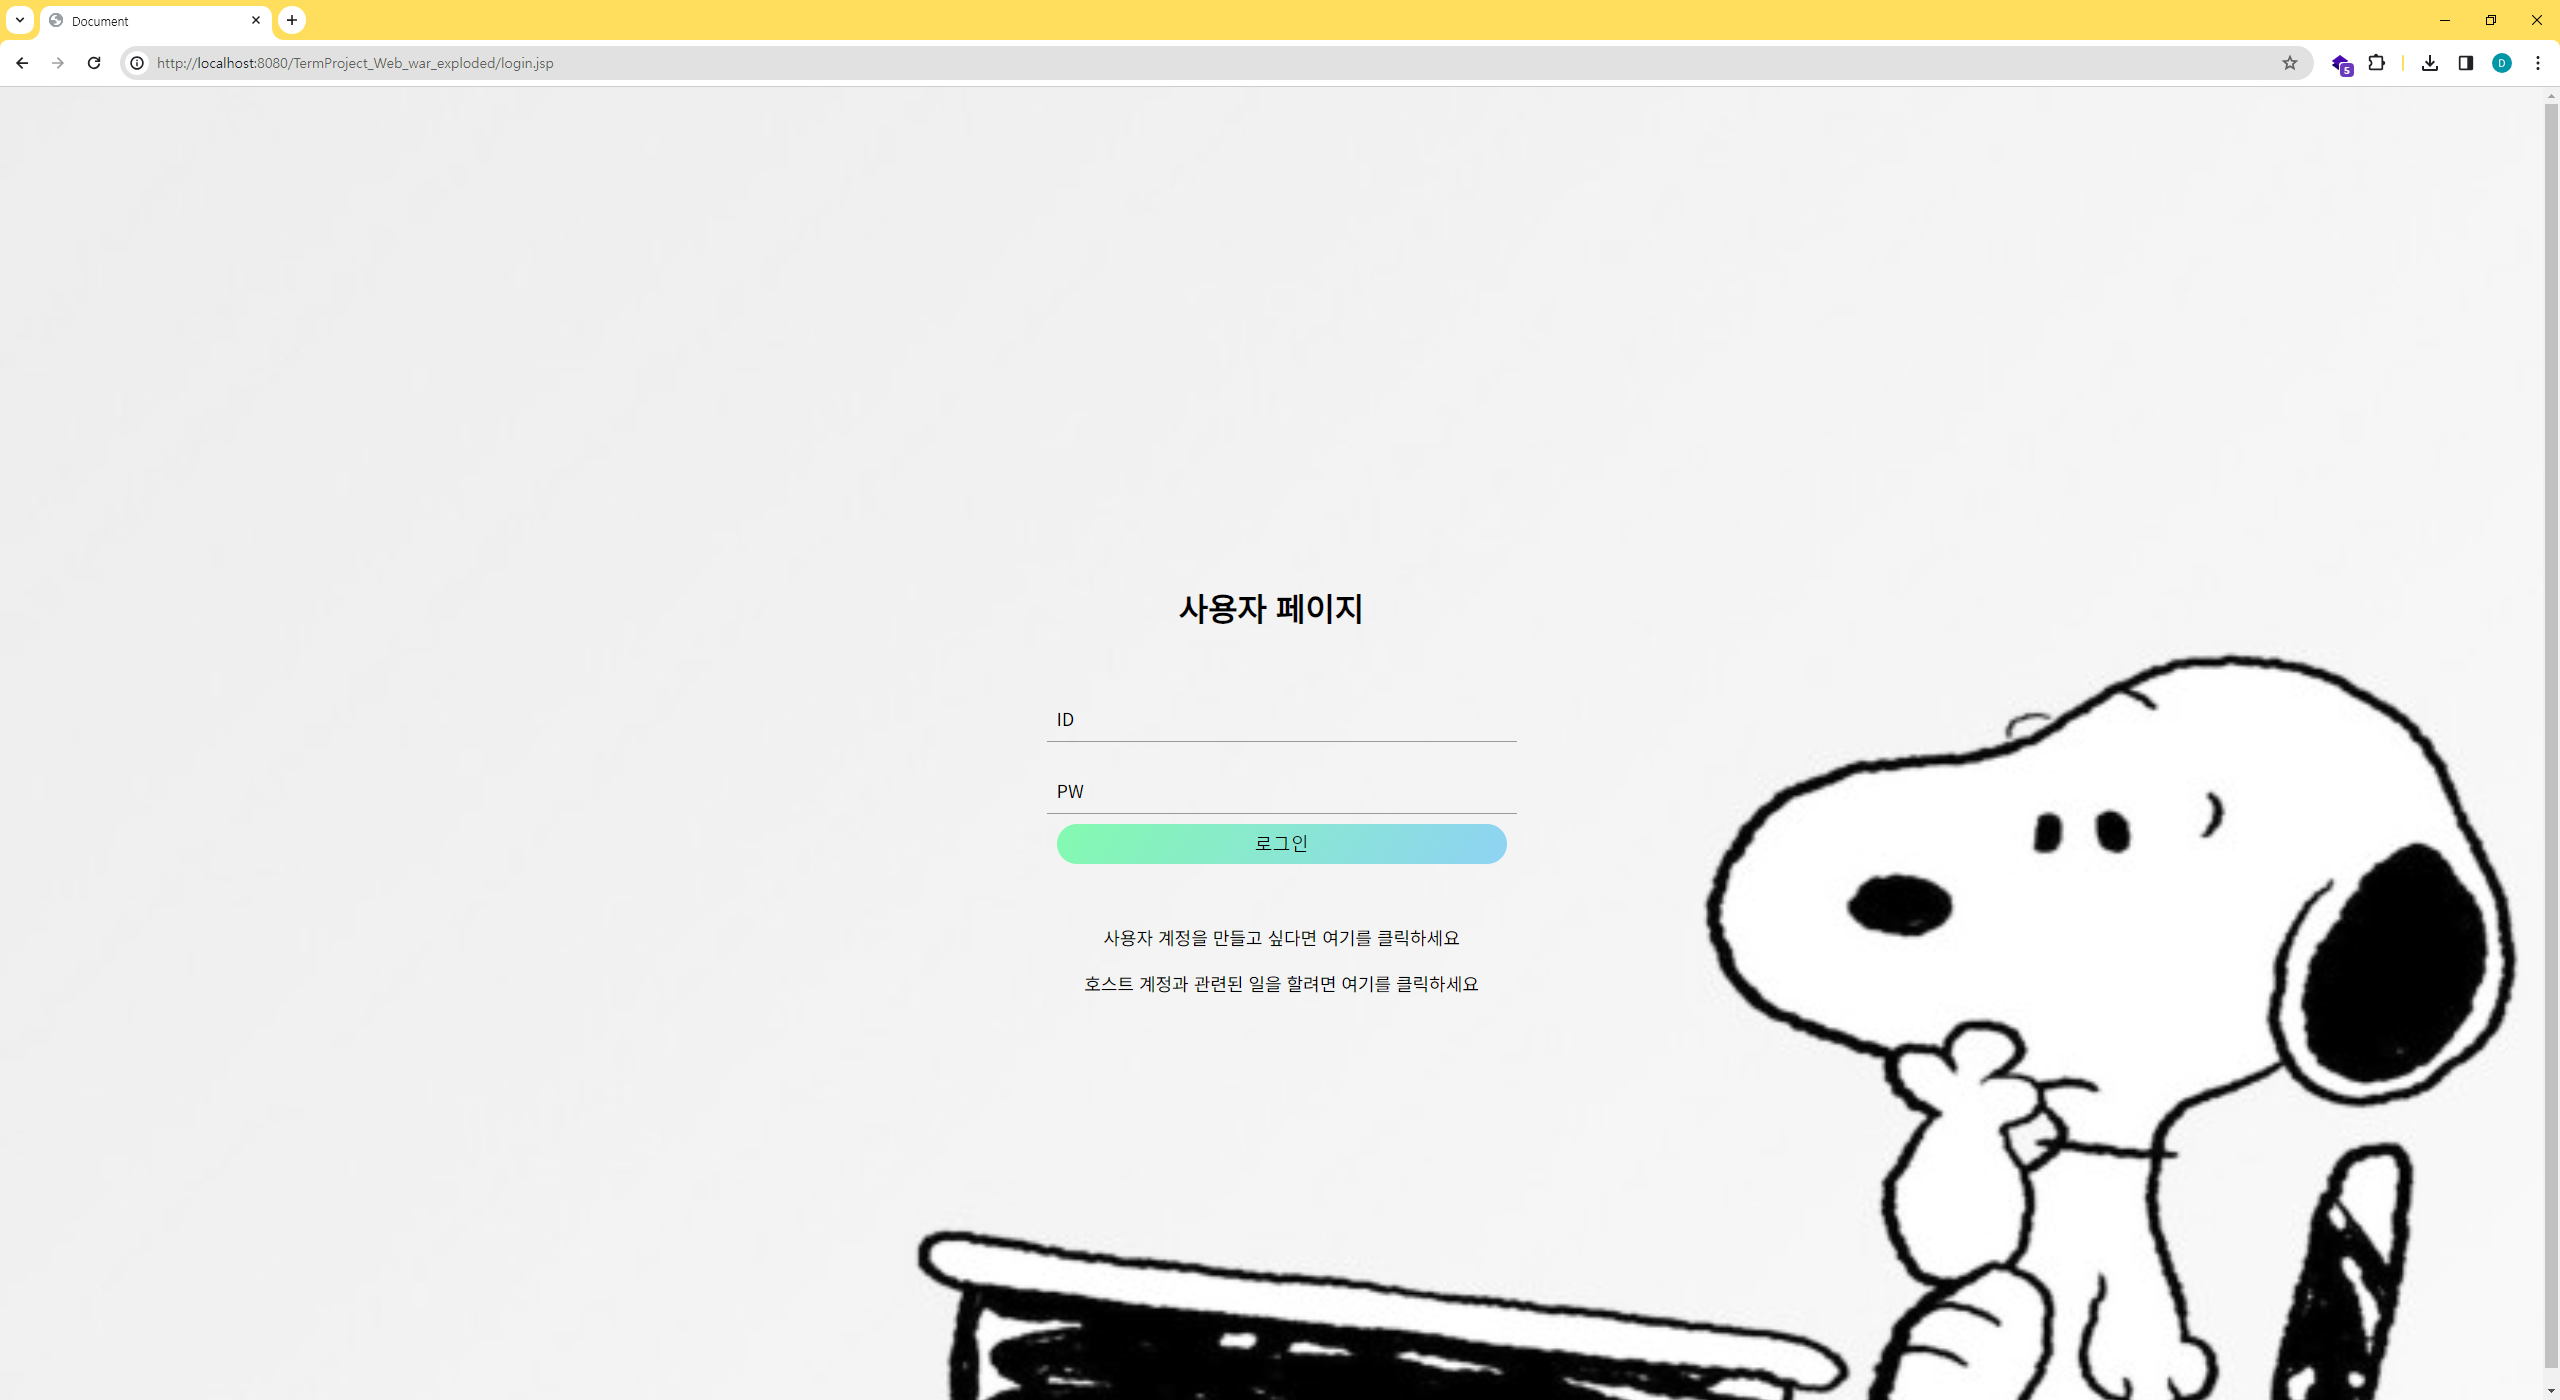 Document
http://localhost:8080/TermProject_Web_war_exploded/login.jsp
5
D
사용자 페이지
ID
PW
로그인
사용자 계정을 만들고 싶다면 여기를 클릭하세요
호스트 계정과 관련된 일을 할려면 여기를 클릭하세요